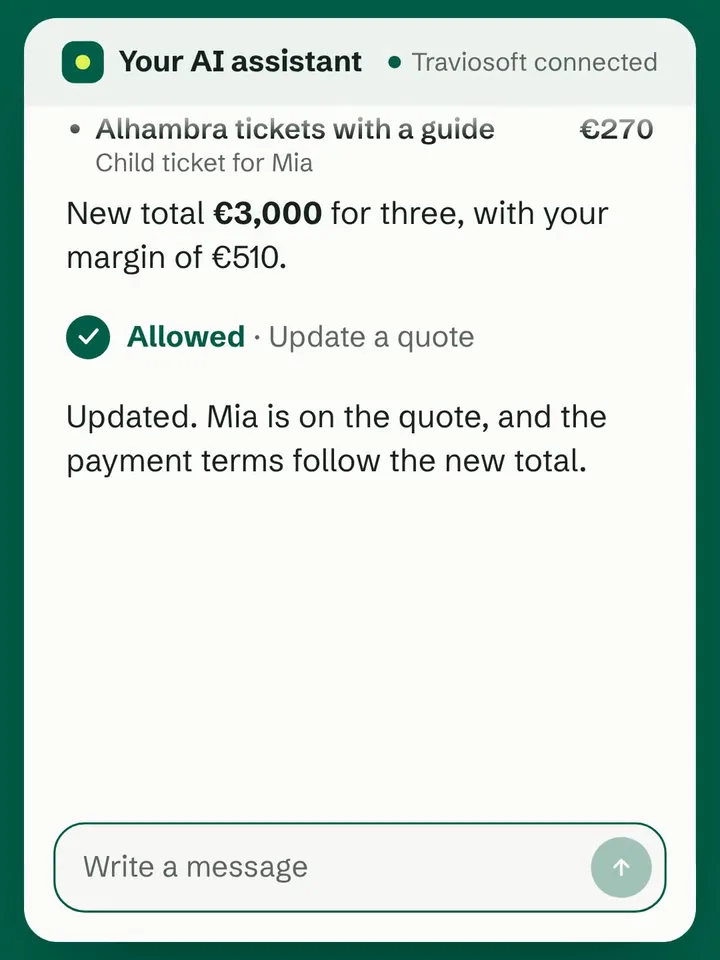 Your AI assistant
Traviosoft connected
• Alhambra tickets with a guide €270
Child ticket for Mia
New total €3,000 for three, with your
margin of €510.
Allowed · Update a quote
Updated. Mia is on the quote, and the
payment terms follow the new total.
Write a message